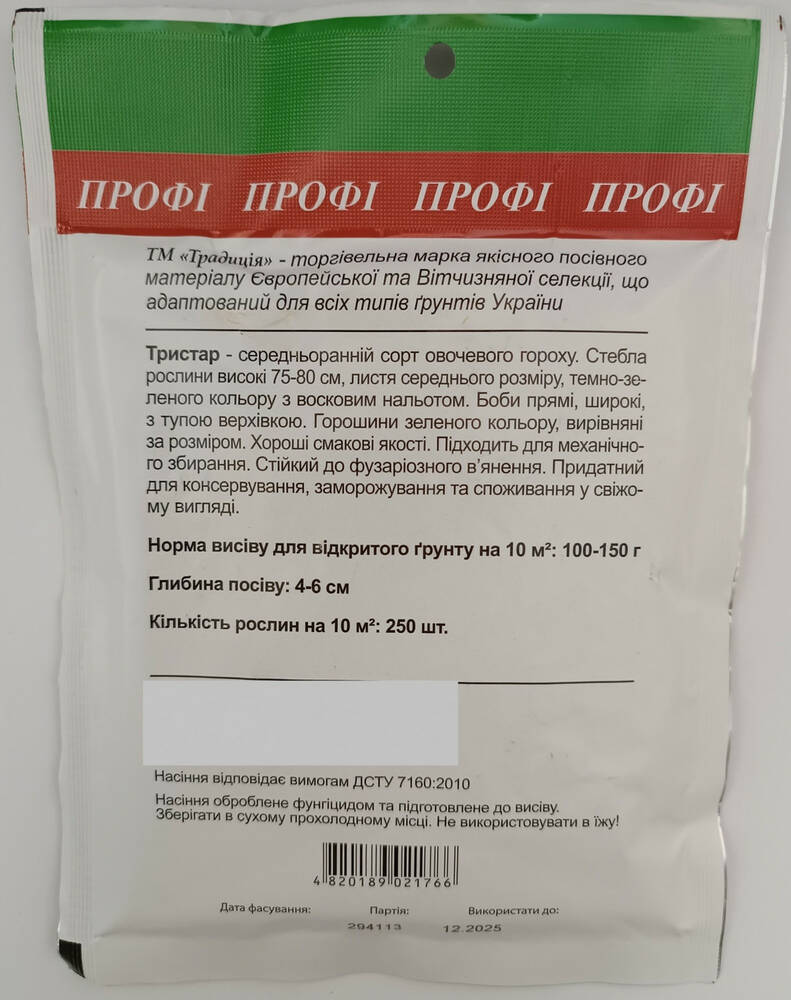 ПРОФІ ПРОФІ ПРОФІ ПРОФІ
ТМ «Традиція» - торгівельна марка якісного посівного
матеріалу Європейської та Вітчизняної селекції, що
адаптований для всіх типів ґрунтів України
Тристар - середньоранній сорт овочевого гороху. Стебла
рослини високі 75-80 см, листя середнього розміру, темно-зе-
леного кольору з восковим нальотом. Боби прямі, широкі,
з тупою верхівкою. Горошини зеленого кольору, вирівняні
за розміром. Хороші смакові якості. Підходить для механічно-
го збирання. Стійкий до фузаріозного в’янення. Придатний
для консервування, заморожування та споживання у свіжо-
му вигляді.
Норма висіву для відкритого ґрунту на 10 м²: 100-150 г
Глибина посіву: 4-6 см
Кількість рослин на 10 м²: 250 шт.
Насіння відповідає вимогам ДСТУ 7160:2010
Насіння оброблене фунгіцидом та підготовлене до висіву.
Зберігати в сухому прохолодному місці. Не використовувати в їжу!
4 820189 021766
Дата фасування: Партія: Використати до:
294113 12.2025